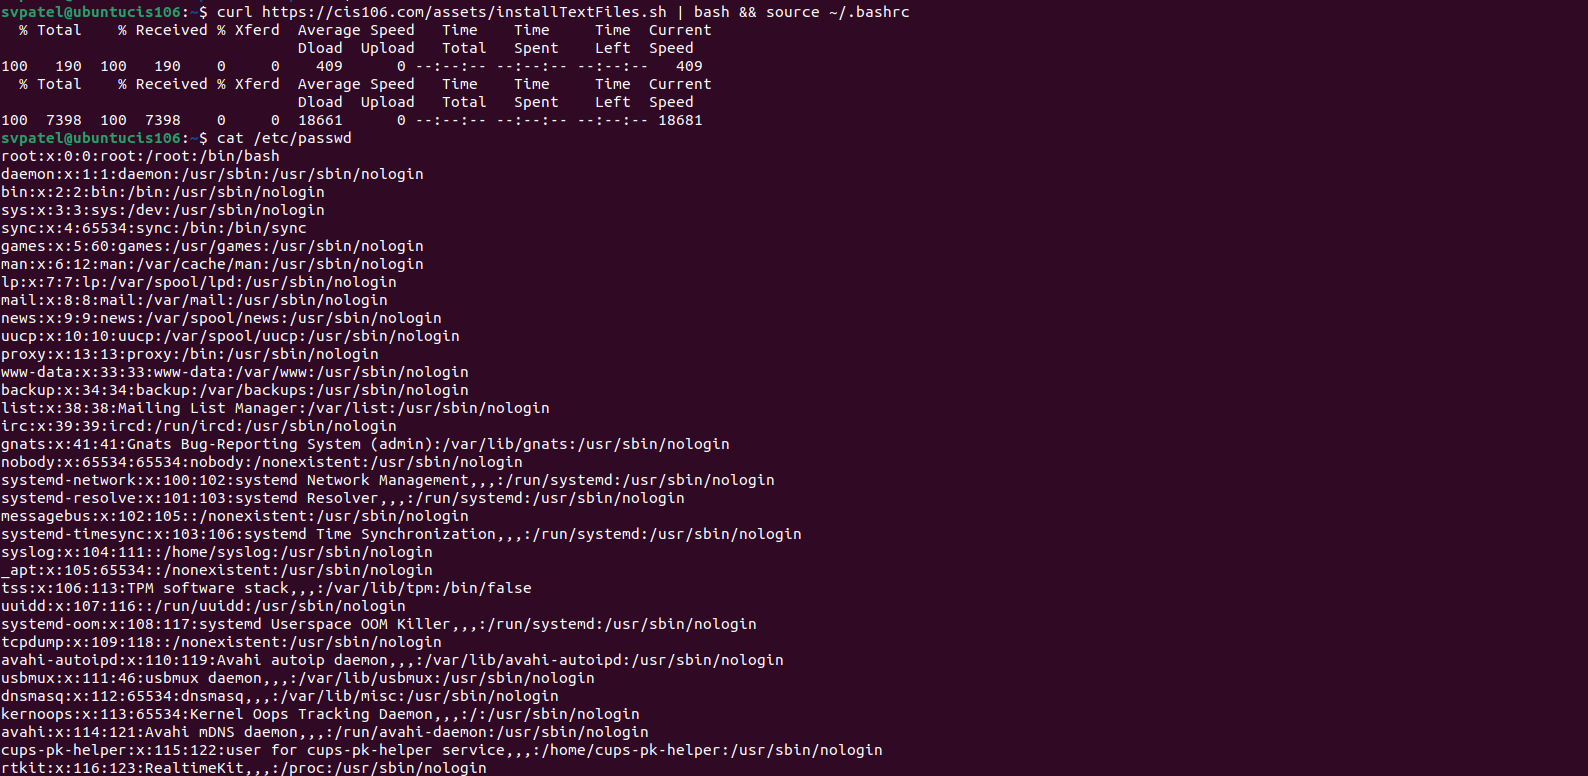 svpatel@ubuntucis106:~$ curl https://cis106.com/assets/installTextFiles.sh | bash && source ~/.bashrc
  % Total    % Received % Xferd  Average Speed   Time    Time     Time  Current
                                 Dload  Upload   Total   Spent    Left  Speed
100   190  100   190    0     0    409      0 --:--:-- --:--:-- --:--:--   409
  % Total    % Received % Xferd  Average Speed   Time    Time     Time  Current
                                 Dload  Upload   Total   Spent    Left  Speed
100  7398  100  7398    0     0  18661      0 --:--:-- --:--:-- --:--:-- 18681
svpatel@ubuntucis106:~$ cat /etc/passwd
root:x:0:0:root:/root:/bin/bash
daemon:x:1:1:daemon:/usr/sbin:/usr/sbin/nologin
bin:x:2:2:bin:/bin:/usr/sbin/nologin
sys:x:3:3:sys:/dev:/usr/sbin/nologin
sync:x:4:65534:sync:/bin:/bin/sync
games:x:5:60:games:/usr/games:/usr/sbin/nologin
man:x:6:12:man:/var/cache/man:/usr/sbin/nologin
lp:x:7:7:lp:/var/spool/lpd:/usr/sbin/nologin
mail:x:8:8:mail:/var/mail:/usr/sbin/nologin
news:x:9:9:news:/var/spool/news:/usr/sbin/nologin
uucp:x:10:10:uucp:/var/spool/uucp:/usr/sbin/nologin
proxy:x:13:13:proxy:/bin:/usr/sbin/nologin
www-data:x:33:33:www-data:/var/www:/usr/sbin/nologin
backup:x:34:34:backup:/var/backups:/usr/sbin/nologin
list:x:38:38:Mailing List Manager:/var/list:/usr/sbin/nologin
irc:x:39:39:ircd:/run/ircd:/usr/sbin/nologin
gnats:x:41:41:Gnats Bug-Reporting System (admin):/var/lib/gnats:/usr/sbin/nologin
nobody:x:65534:65534:nobody:/nonexistent:/usr/sbin/nologin
systemd-network:x:100:102:systemd Network Management,,,:/run/systemd:/usr/sbin/nologin
systemd-resolve:x:101:103:systemd Resolver,,,:/run/systemd:/usr/sbin/nologin
messagebus:x:102:105::/nonexistent:/usr/sbin/nologin
systemd-timesync:x:103:106:systemd Time Synchronization,,,:/run/systemd:/usr/sbin/nologin
syslog:x:104:111::/home/syslog:/usr/sbin/nologin
_apt:x:105:65534::/nonexistent:/usr/sbin/nologin
tss:x:106:113:TPM software stack,,,:/var/lib/tpm:/bin/false
uuidd:x:107:116::/run/uuidd:/usr/sbin/nologin
systemd-oom:x:108:117:systemd Userspace OOM Killer,,,:/run/systemd:/usr/sbin/nologin
tcpdump:x:109:118::/nonexistent:/usr/sbin/nologin
avahi-autoipd:x:110:119:Avahi autoip daemon,,,:/var/lib/avahi-autoipd:/usr/sbin/nologin
usbmux:x:111:46:usbmux daemon,,,:/var/lib/usbmux:/usr/sbin/nologin
dnsmasq:x:112:65534:dnsmasq,,,:/var/lib/misc:/usr/sbin/nologin
kernoops:x:113:65534:Kernel Oops Tracking Daemon,,,:/:/usr/sbin/nologin
avahi:x:114:121:Avahi mDNS daemon,,,:/run/avahi-daemon:/usr/sbin/nologin
cups-pk-helper:x:115:122:user for cups-pk-helper service,,,:/home/cups-pk-helper:/usr/sbin/nologin
rtkit:x:116:123:RealtimeKit,,,:/proc:/usr/sbin/nologin